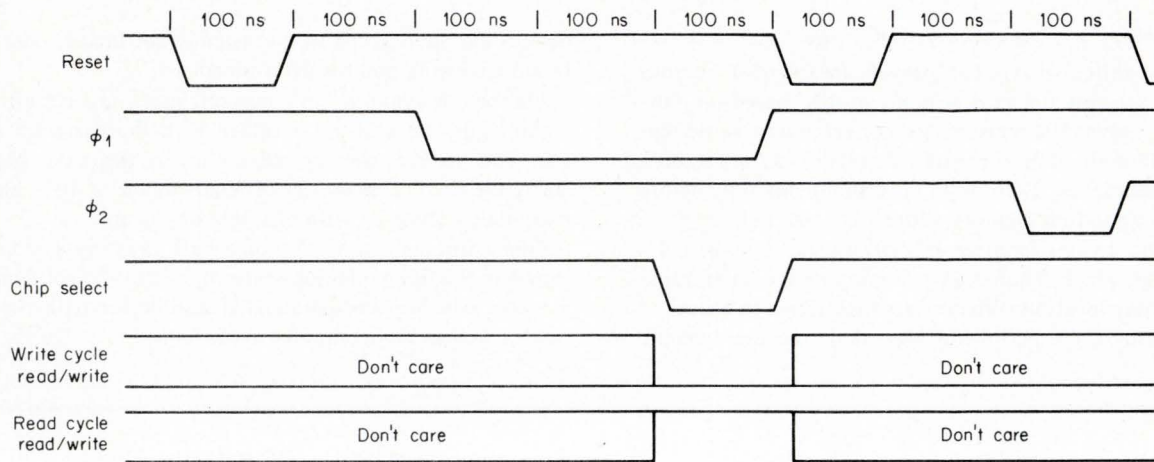 100 ns | 100 ns | 100 ns | 100 ns | 100 ns | 100 ns | 100 ns | 100 ns
Reset
ϕ1
ϕ2
Chip select
Write cycle
read/write
Don't care
Don't care
Read cycle
read/write
Don't care
Don't care